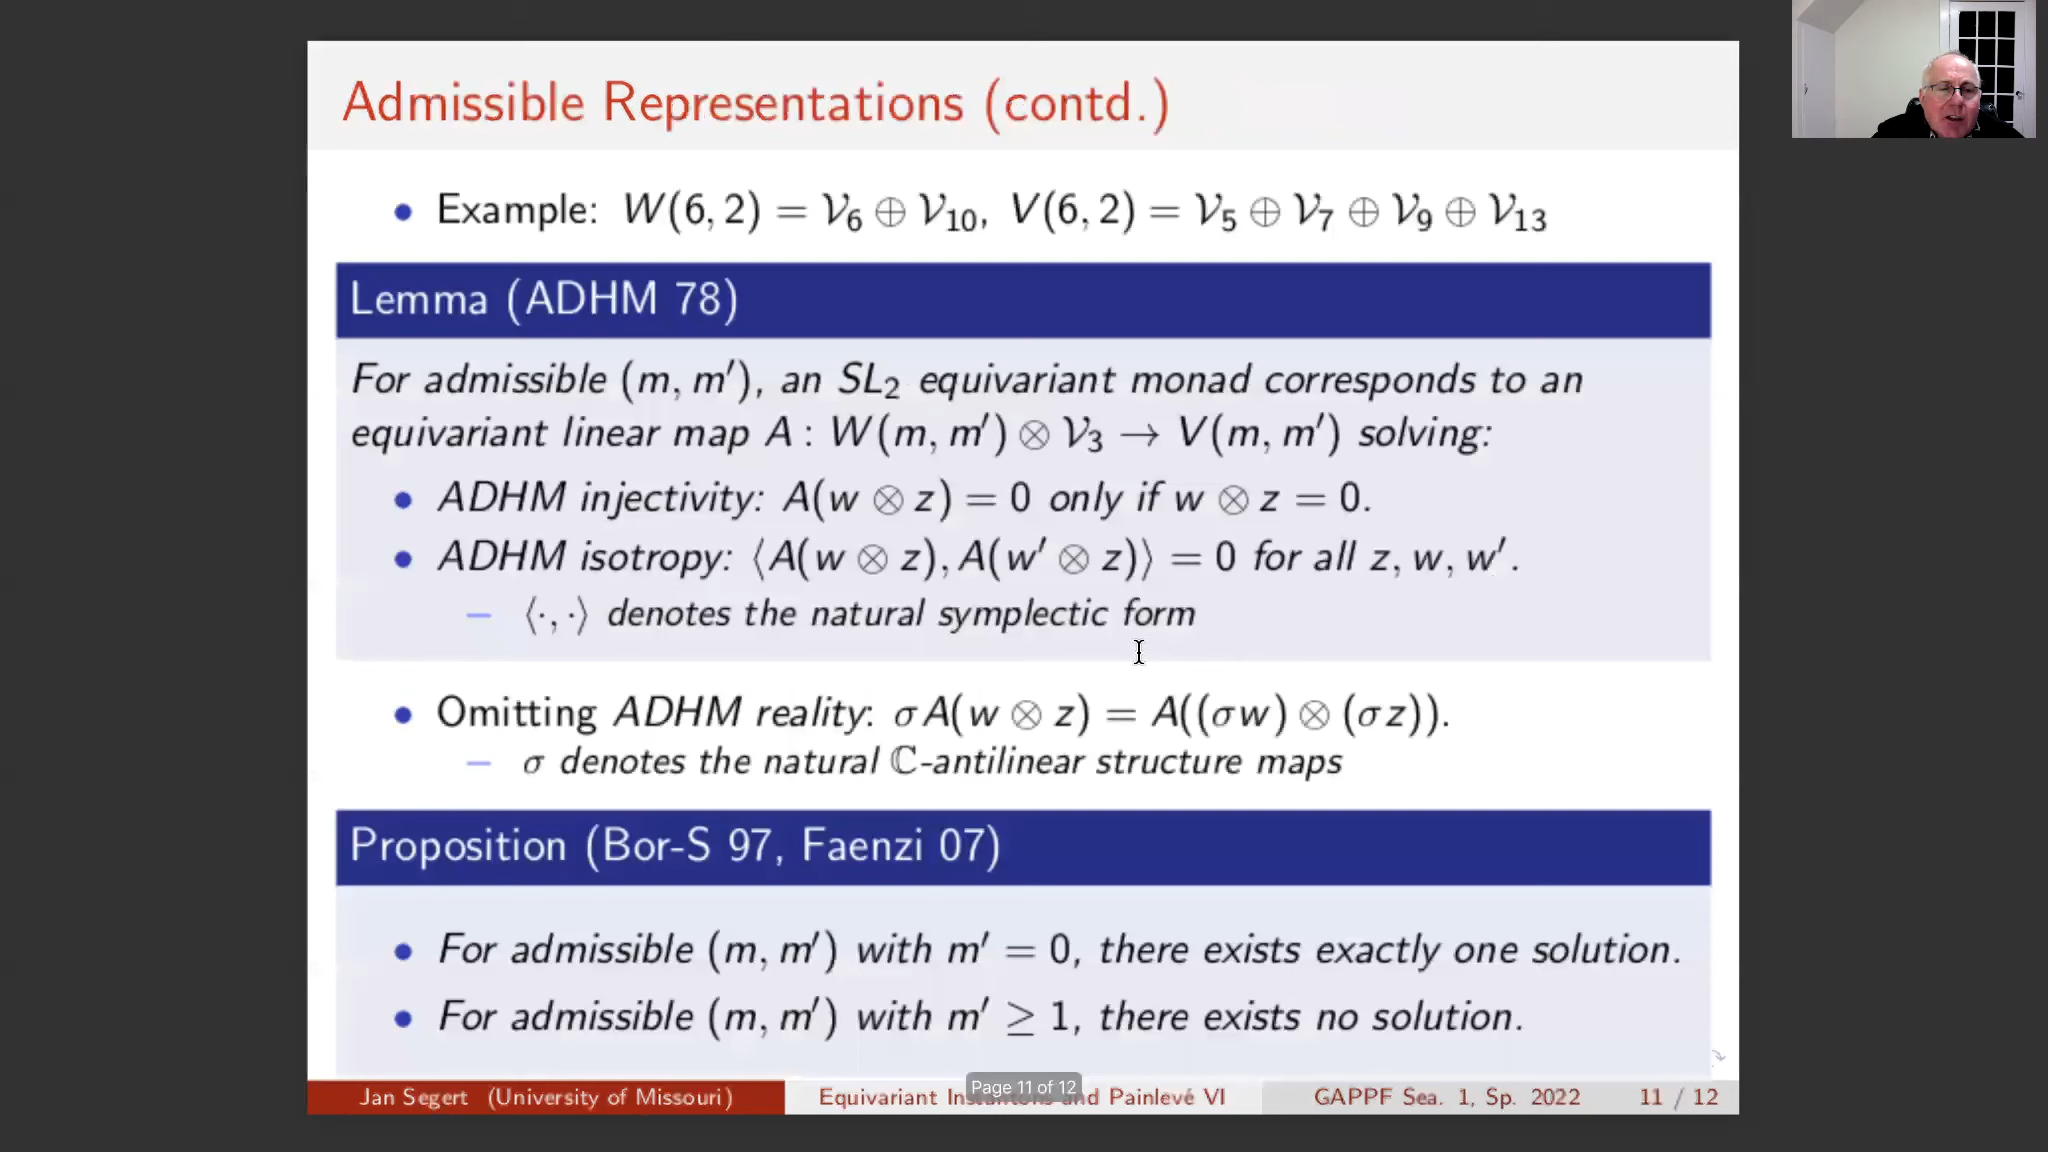 Admissible Representations (contd.)
• Example: W(6, 2) = 𝒱₆ ⊕ 𝒱₁₀, V(6, 2) = 𝒱₅ ⊕ 𝒱₇ ⊕ 𝒱₉ ⊕ 𝒱₁₃
Lemma (ADHM 78)
For admissible (m, m′), an SL₂ equivariant monad corresponds to an
equivariant linear map A : W(m, m′) ⊗ 𝒱₃ → V(m, m′) solving:
• ADHM injectivity: A(w ⊗ z) = 0 only if w ⊗ z = 0.
• ADHM isotropy: ⟨A(w ⊗ z), A(w′ ⊗ z)⟩ = 0 for all z, w, w′.
– ⟨·, ·⟩ denotes the natural symplectic form
• Omitting ADHM reality: σA(w ⊗ z) = A((σw) ⊗ (σz)).
– σ denotes the natural ℂ-antilinear structure maps
Proposition (Bor-S 97, Faenzi 07)
• For admissible (m, m′) with m′ = 0, there exists exactly one solution.
• For admissible (m, m′) with m′ ≥ 1, there exists no solution.
Page 11 of 12
Jan Segert (University of Missouri) Equivariant Instantons and Painlevé VI GAPPF Sea. 1, Sp. 2022 11 / 12